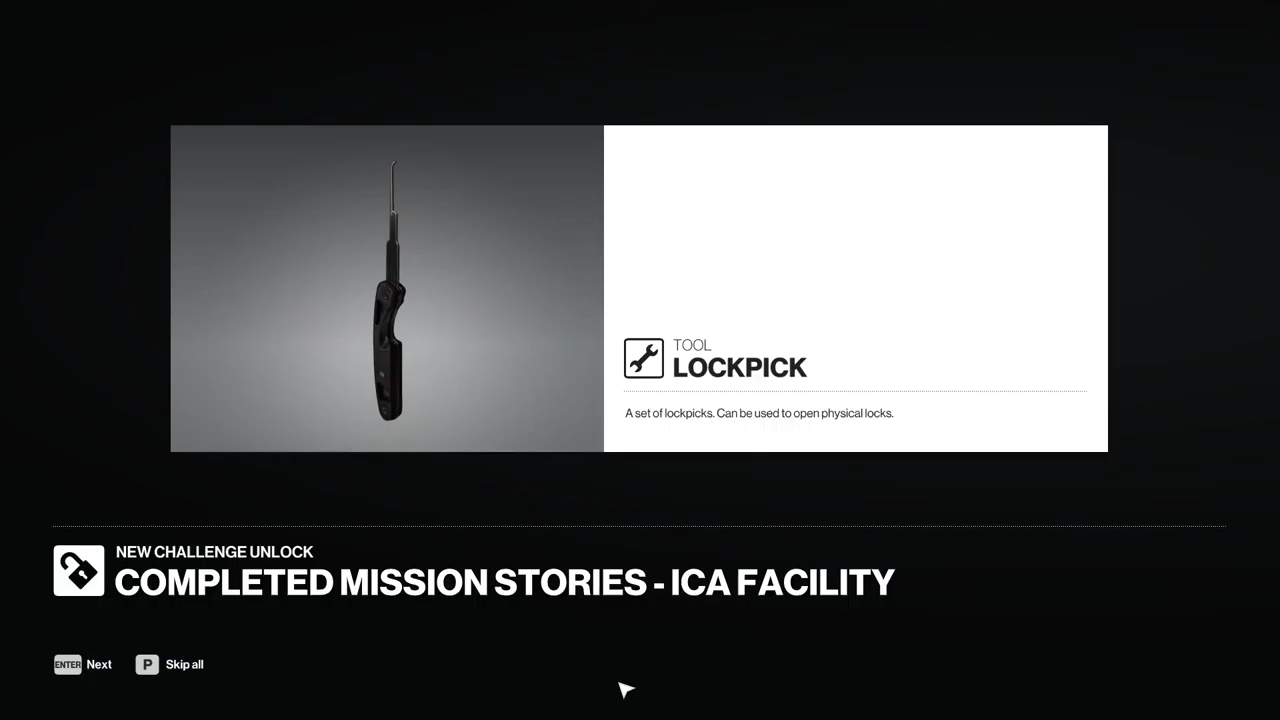 TOOL
LOCKPICK
A set of lockpicks. Can be used to open physical locks.
NEW CHALLENGE UNLOCK
COMPLETED MISSION STORIES - ICA FACILITY
ENTER Next P Skip all